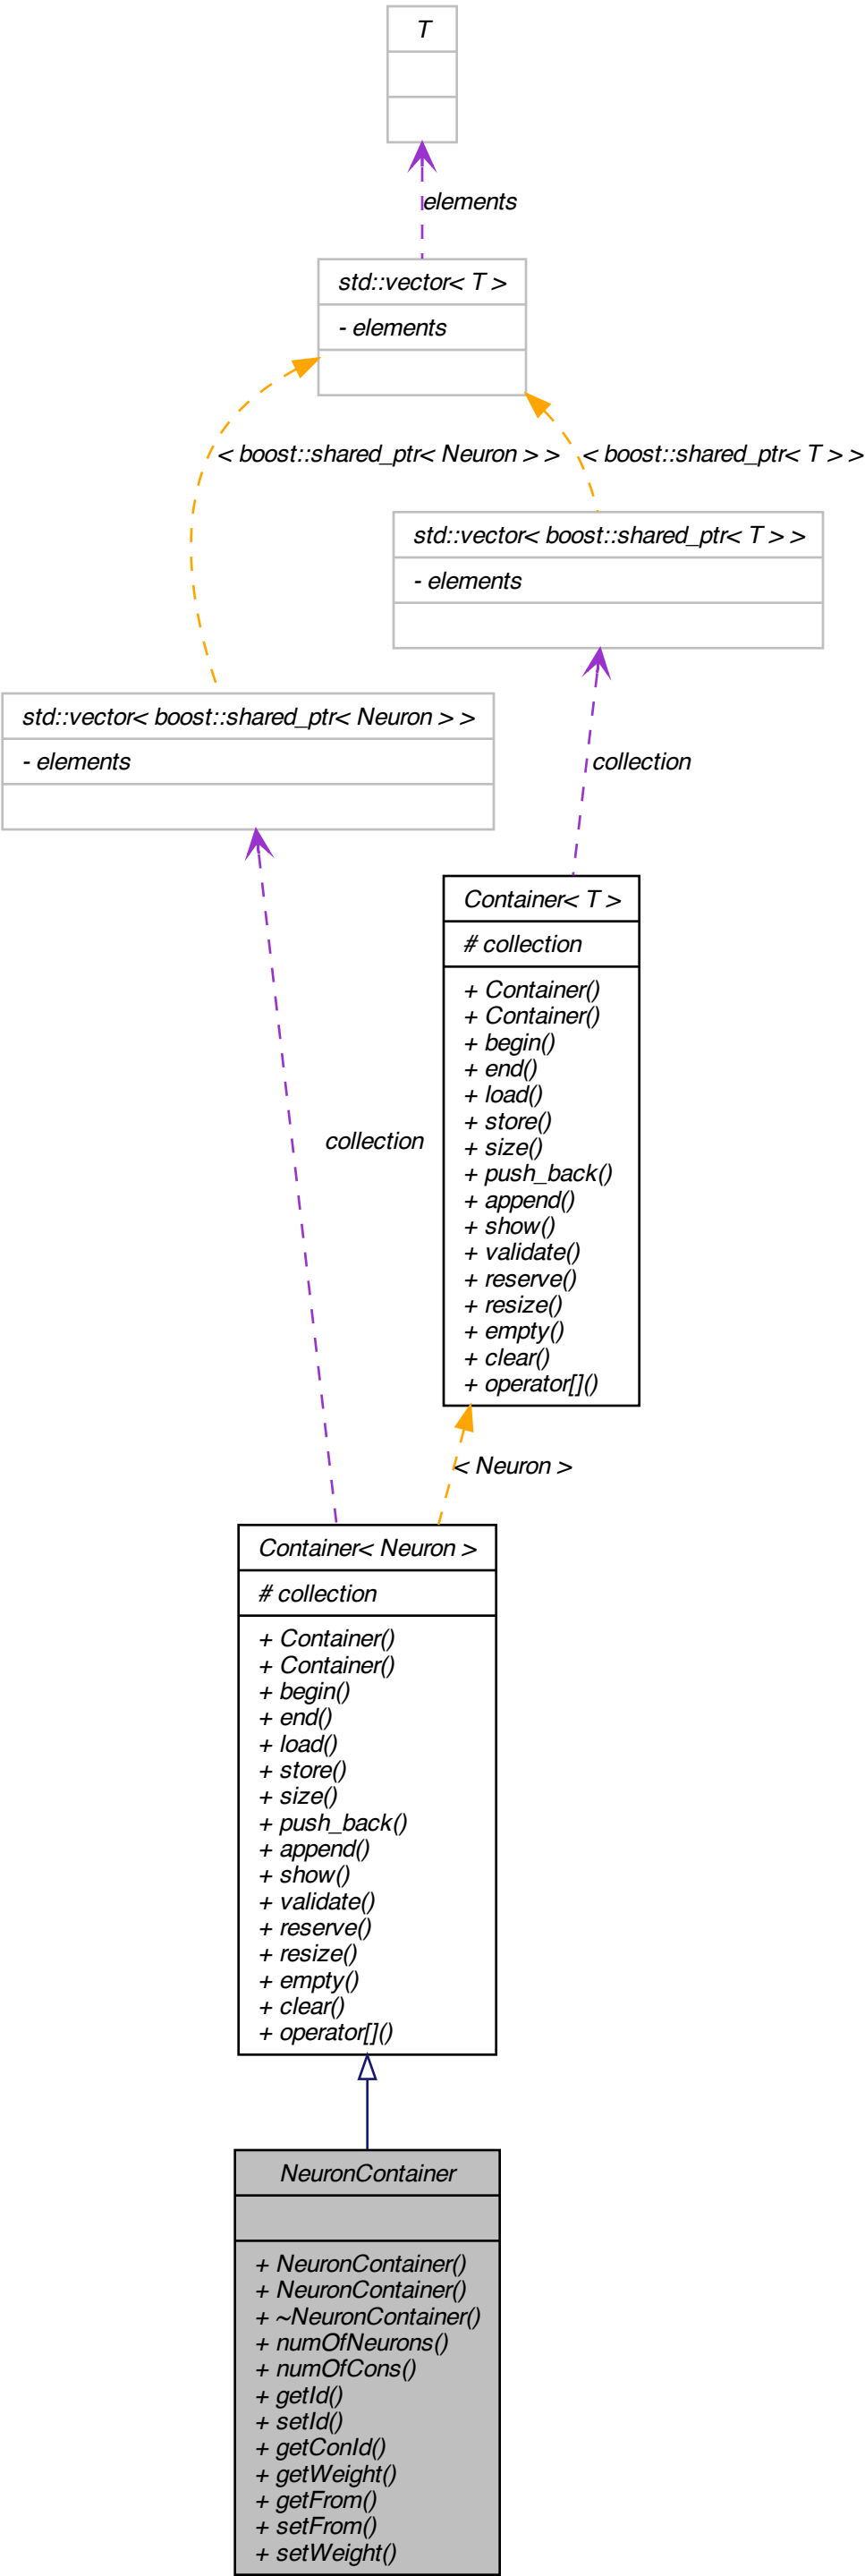 T
elements
std::vector< T >
- elements
< boost::shared_ptr< Neuron > >
< boost::shared_ptr< T > >
std::vector< boost::shared_ptr< T > >
- elements
std::vector< boost::shared_ptr< Neuron > >
- elements
collection
Container< T >
# collection
+ Container()
+ Container()
+ begin()
+ end()
+ load()
+ store()
+ size()
+ push_back()
+ append()
+ show()
+ validate()
+ reserve()
+ resize()
+ empty()
+ clear()
+ operator[]()
collection
< Neuron >
Container< Neuron >
# collection
+ Container()
+ Container()
+ begin()
+ end()
+ load()
+ store()
+ size()
+ push_back()
+ append()
+ show()
+ validate()
+ reserve()
+ resize()
+ empty()
+ clear()
+ operator[]()
NeuronContainer
+ NeuronContainer()
+ NeuronContainer()
+ ~NeuronContainer()
+ numOfNeurons()
+ numOfCons()
+ getId()
+ setId()
+ getConId()
+ getWeight()
+ getFrom()
+ setFrom()
+ setWeight()